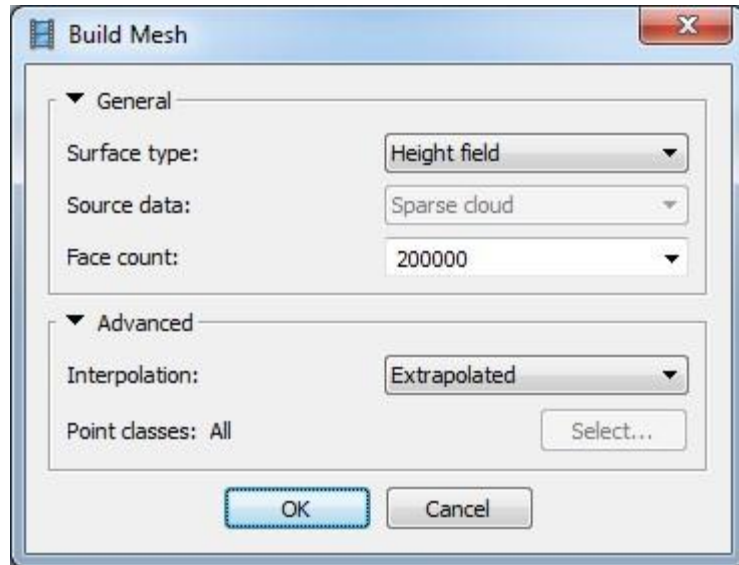 Build Mesh
General
Surface type: Height field
Source data: Sparse cloud
Face count: 200000
Advanced
Interpolation: Extrapolated
Point classes: All Select...
OK Cancel